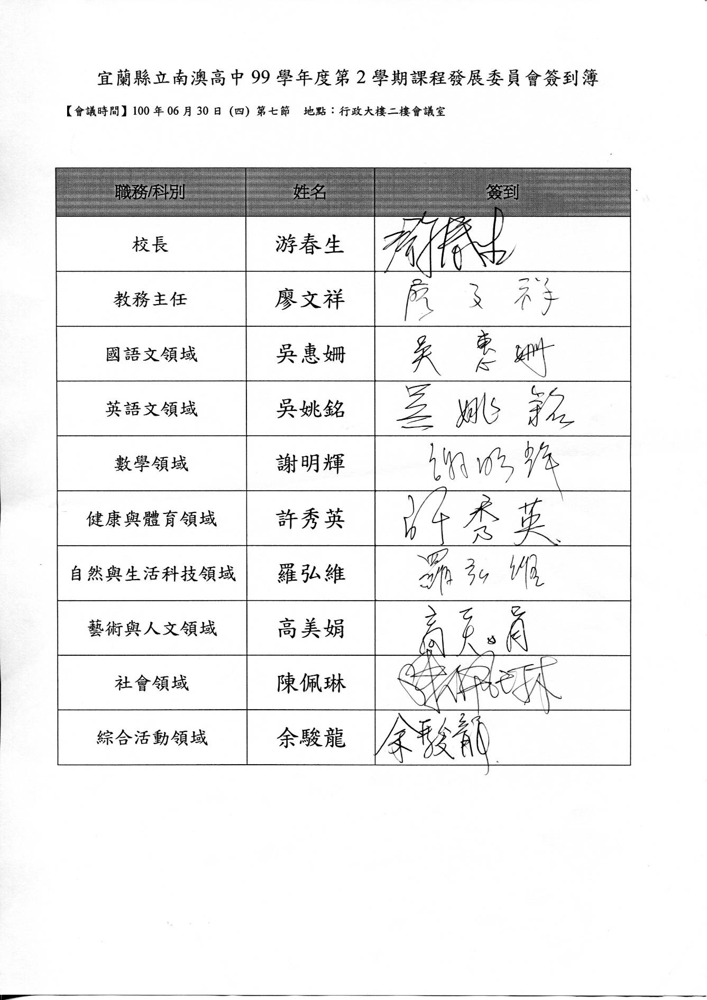 宜蘭縣立南澳高中 99 學年度第 2 學期課程發展委員會簽到簿
【會議時間】100 年 06 月 30 日 (四) 第七節 地點：行政大樓二樓會議室
職務/科別 姓名 簽到
校長 游春生 游春生
教務主任 廖文祥 廖文祥
國語文領域 吳惠姍 吳惠姍
英語文領域 吳姚銘 吳姚銘
數學領域 謝明輝 謝明輝
健康與體育領域 許秀英 許秀英
自然與生活科技領域 羅弘維 羅弘維
藝術與人文領域 高美娟 高美娟
社會領域 陳佩琳 陳佩琳
綜合活動領域 余駿龍 余駿龍